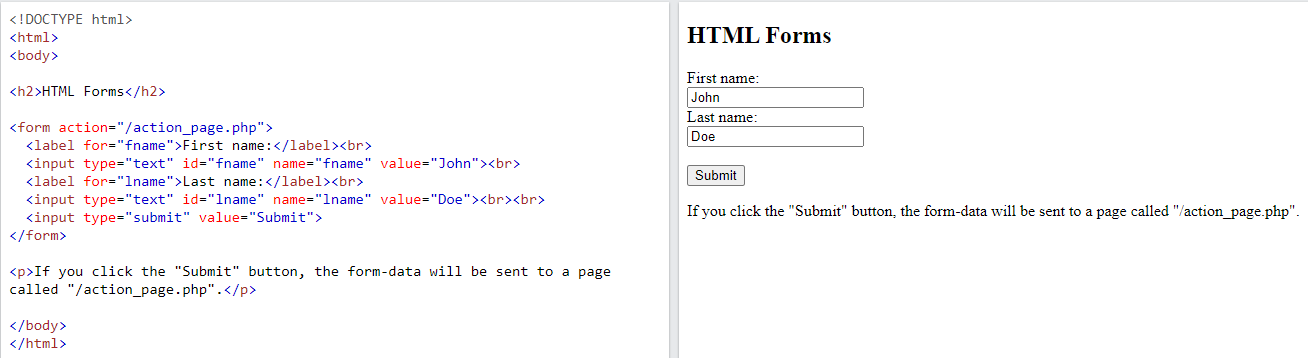 <!DOCTYPE html>
<html>
<body>
<h2>HTML Forms</h2>
<form action="/action_page.php">
<label for="fname">First name:</label><br>
<input type="text" id="fname" name="fname" value="John"><br>
<label for="lname">Last name:</label><br>
<input type="text" id="lname" name="lname" value="Doe"><br><br>
<input type="submit" value="Submit">
</form>
<p>If you click the "Submit" button, the form-data will be sent to a page
called "/action_page.php".</p>
</body>
</html>
HTML Forms
First name:
John
Last name:
Doe
Submit
If you click the "Submit" button, the form-data will be sent to a page called "/action_page.php".